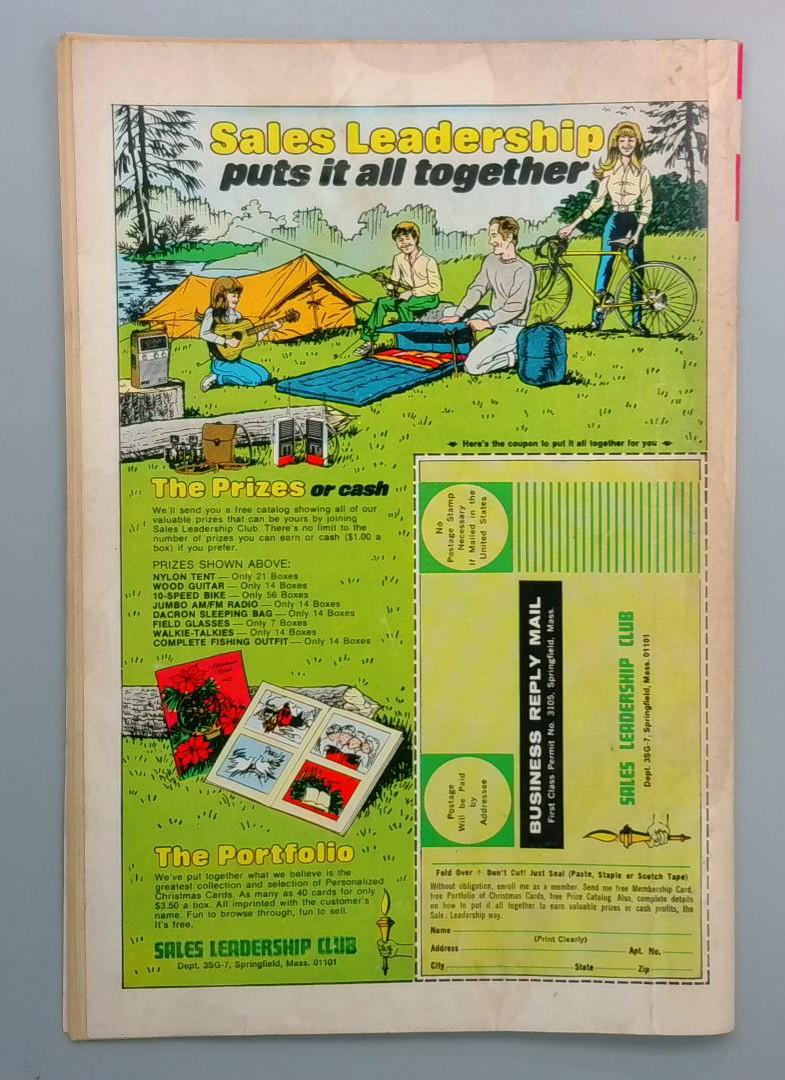 Sales Leadership
puts it all together
Here's the coupon to put it all together for you
The Prizes or cash
We'll send you a free catalog showing all of our
valuable prizes that can be yours by joining
Sales Leadership Club. There's no limit to the
number of prizes you can earn or cash ($1.00 a
box) if you prefer.
PRIZES SHOWN ABOVE:
NYLON TENT — Only 21 Boxes
WOOD GUITAR — Only 14 Boxes
10-SPEED BIKE — Only 56 Boxes
JUMBO AM/FM RADIO — Only 14 Boxes
DACRON SLEEPING BAG — Only 14 Boxes
FIELD GLASSES — Only 7 Boxes
WALKIE-TALKIES — Only 14 Boxes
COMPLETE FISHING OUTFIT — Only 14 Boxes
The Portfolio
We've put together what we believe is the
greatest collection and selection of Personalized
Christmas Cards. As many as 40 cards for only
$3.50 a box. All imprinted with the customer's
name. Fun to browse through, fun to sell.
It's free.
SALES LEADERSHIP CLUB
Dept. 3SG-7, Springfield, Mass. 01101
No
Postage Stamp
Necessary
If Mailed in the
United States
BUSINESS REPLY MAIL
First Class Permit No. 3105, Springfield, Mass.
Postage
Will be Paid
by
Addressee
SALES LEADERSHIP CLUB
Dept. 3SG-7, Springfield, Mass. 01101
Fold Over ↑ Don't Cut! Just Seal (Paste, Staple or Scotch Tape)
Without obligation, enroll me as a member. Send me free Membership Card,
free Portfolio of Christmas Cards, free Prize Catalog. Also, complete details
on how to put it all together to earn valuable prizes or cash profits, the
Sales Leadership way.
Name
(Print Clearly)
Address Apt. No.
City State Zip